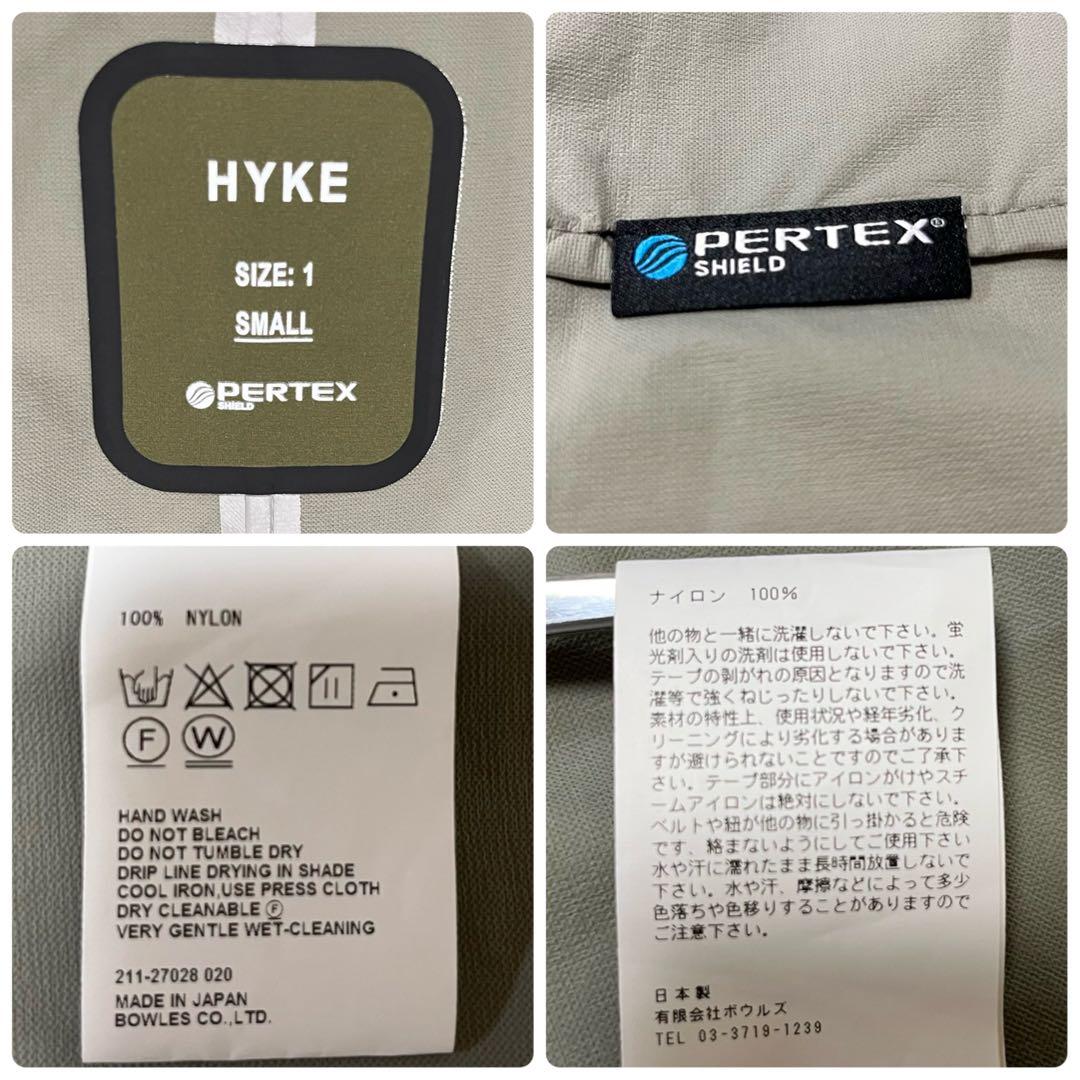 HYKE
SIZE: 1
SMALL
PERTEX
SHIELD
PERTEX®
SHIELD
100% NYLON
F W
HAND WASH
DO NOT BLEACH
DO NOT TUMBLE DRY
DRIP LINE DRYING IN SHADE
COOL IRON,USE PRESS CLOTH
DRY CLEANABLE Ⓕ
VERY GENTLE WET-CLEANING
211-27028 020
MADE IN JAPAN
BOWLES CO.,LTD.
ナイロン 100%
他の物と一緒に洗濯しないで下さい。蛍
光剤入りの洗剤は使用しないで下さい。
テープの剥がれの原因となりますので洗
濯等で強くねじったりしないで下さい。
素材の特性上、使用状況や経年劣化、ク
リーニングにより劣化する場合がありま
すが避けられないことですのでご了承下
さい。テープ部分にアイロンがけやスチ
ームアイロンは絶対にしないで下さい。
ベルトや紐が他の物に引っ掛かると危険
です、絡まないようにしてご使用下さい
水や汗に濡れたまま長時間放置しないで
下さい。水や汗、摩擦などによって多少
色落ちや色移りすることがありますので
ご注意下さい。
日本製
有限会社ボウルズ
TEL 03-3719-1239